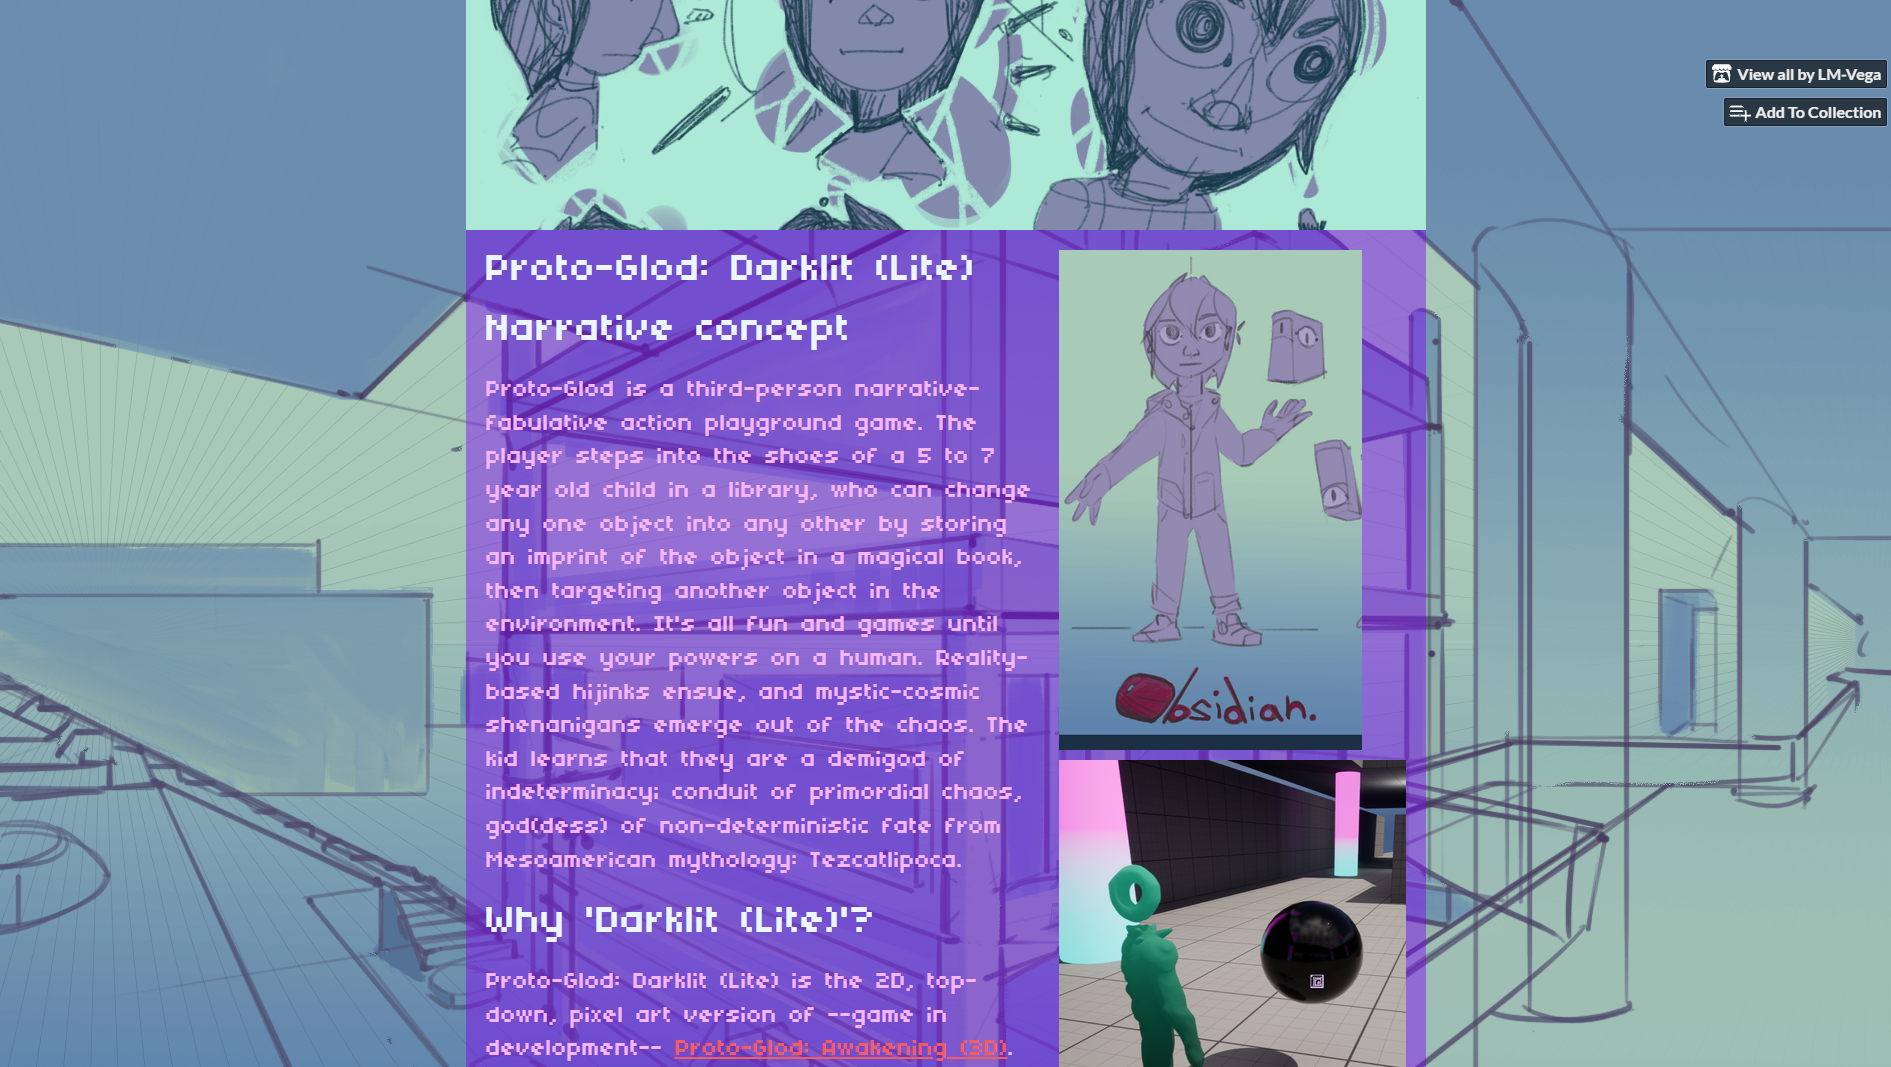 View all by LM-Vega
Add To Collection
Proto-Glod: Darklit (Lite)
Narrative concept
Proto-Glod is a third-person narrative-
fabulative action playground game. The
player steps into the shoes of a 5 to 7
year old child in a library, who can change
any one object into any other by storing
an imprint of the object in a magical book,
then targeting another object in the
environment. It's all fun and games until
you use your powers on a human. Reality-
based hijinks ensue, and mystic-cosmic
shenanigans emerge out of the chaos. The
kid learns that they are a demigod of
indeterminacy; conduit of primordial chaos,
god(dess) of non-deterministic fate from
Mesoamerican mythology: Tezcatlipoca.
Obsidian.
Why 'Darklit (Lite)'?
Proto-Glod: Darklit (Lite) is the 2D, top-
down, pixel art version of --game in
development-- Proto-Glod: Awakening (3D).